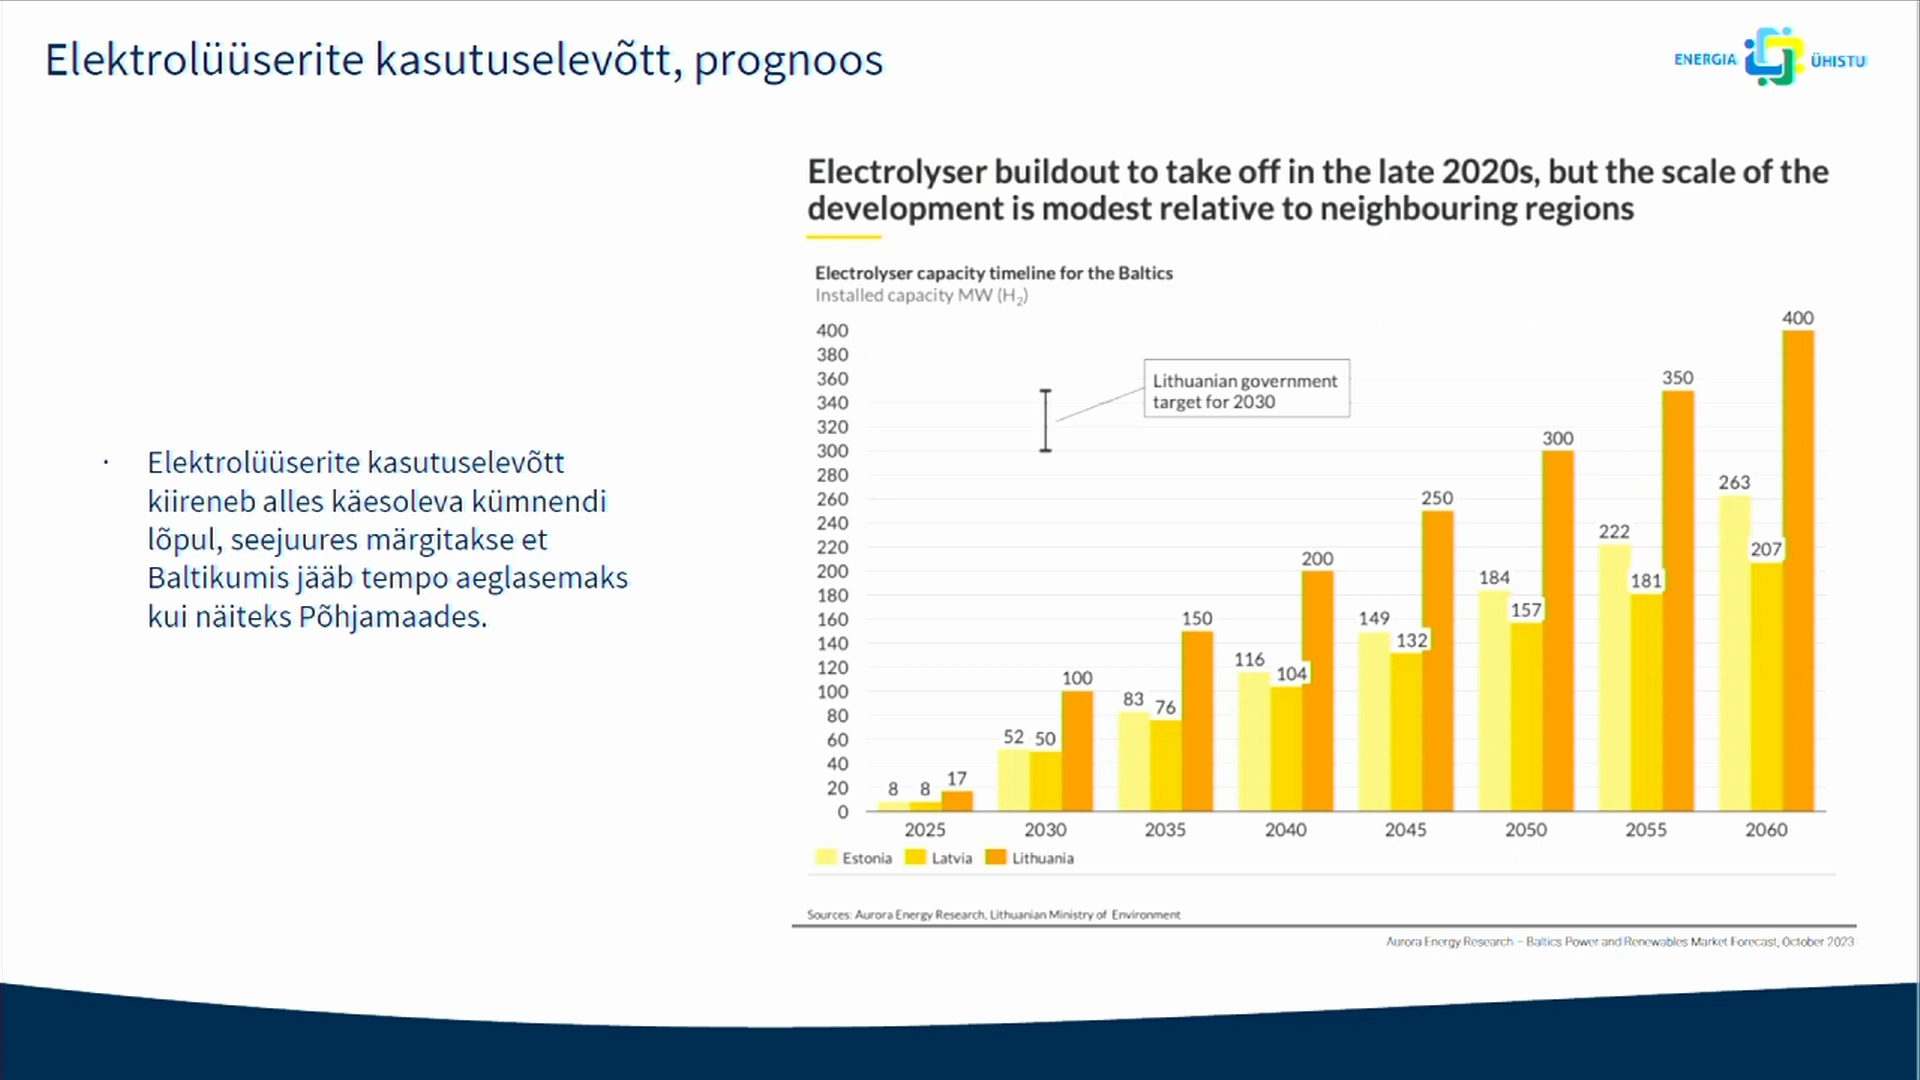 Elektrolüüserite kasutuselevõtt, prognoos
ENERGIA ÜHISTU
Electrolyser buildout to take off in the late 2020s, but the scale of the
development is modest relative to neighbouring regions
Electrolyser capacity timeline for the Baltics
Installed capacity MW (H₂)
· Elektrolüüserite kasutuselevõtt
kiireneb alles käesoleva kümnendi
lõpul, seejuures märgitakse et
Baltikumis jääb tempo aeglasemaks
kui näiteks Põhjamaades.
400
380
360
340
320
300
280
260
240
220
200
180
160
140
120
100
80
60
40
20
0
Lithuanian government
target for 2030
8 8 17
52 50 100
83 76 150
116 104 200
149 132 250
184 157 300
222 181 350
263 207 400
2025 2030 2035 2040 2045 2050 2055 2060
Estonia Latvia Lithuania
Sources: Aurora Energy Research, Lithuanian Ministry of Environment
Aurora Energy Research – Baltics Power and Renewables Market Forecast, October 2023